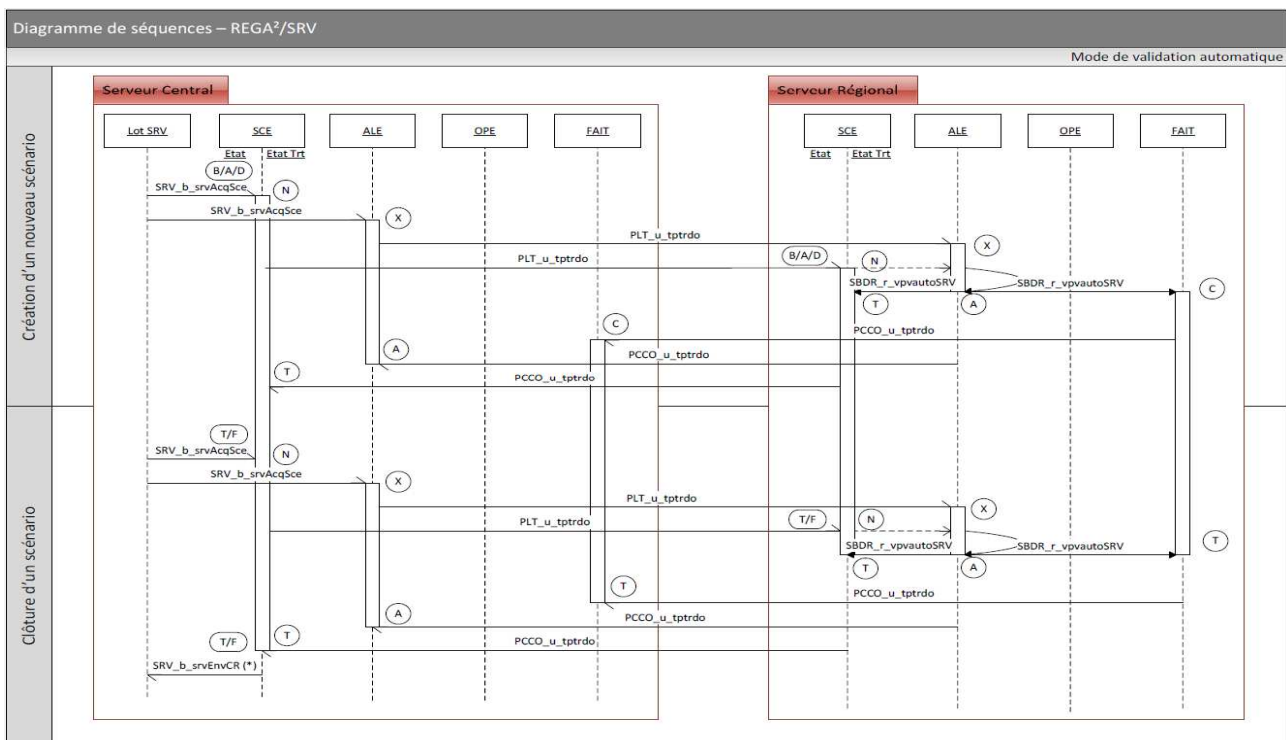 Diagramme de séquences – REGA²/SRV
Mode de validation automatique
Création d'un nouveau scénario
Serveur Central
Serveur Régional
Lot SRV
SCE
ALE
OPE
FAIT
SCE
ALE
OPE
FAIT
Etat
Etat Trt
Etat
Etat Trt
B/A/D
SRV_b_srvAcqSce
N
SRV_b_srvAcqSce
X
PLT_u_tptrdo
X
PLT_u_tptrdo
B/A/D
N
SBDR_r_vpvautoSRV
SBDR_r_vpvautoSRV
C
T
A
C
PCCO_u_tptrdo
A
PCCO_u_tptrdo
T
PCCO_u_tptrdo
Clôture d'un scénario
T/F
SRV_b_srvAcqSce
N
SRV_b_srvAcqSce
X
PLT_u_tptrdo
X
PLT_u_tptrdo
T/F
N
SBDR_r_vpvautoSRV
SBDR_r_vpvautoSRV
T
T
A
T
PCCO_u_tptrdo
A
PCCO_u_tptrdo
T/F
T
PCCO_u_tptrdo
SRV_b_srvEnvCR (*)